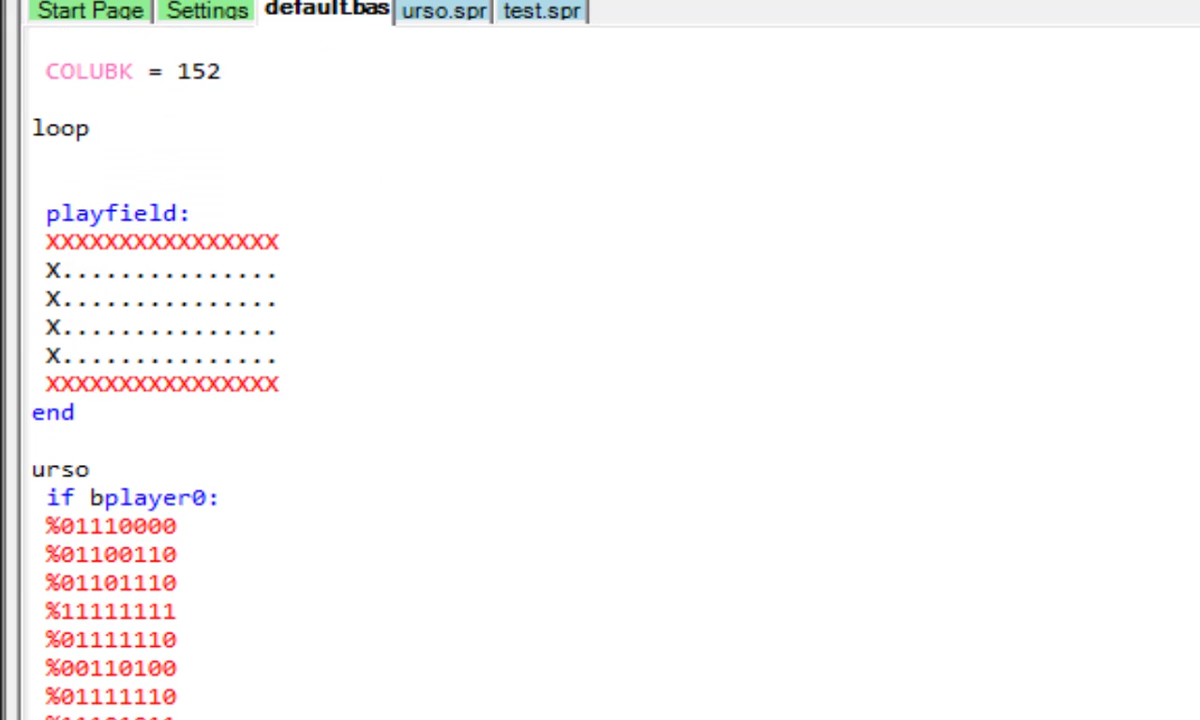 Start Page Settings default.bas urso.spr test.spr
COLUBK = 152
loop
playfield:
XXXXXXXXXXXXXXXX
X...............
X...............
X...............
X...............
XXXXXXXXXXXXXXXX
end
urso
if bplayer0:
%01110000
%01100110
%01101110
%11111111
%01111110
%00110100
%01111110